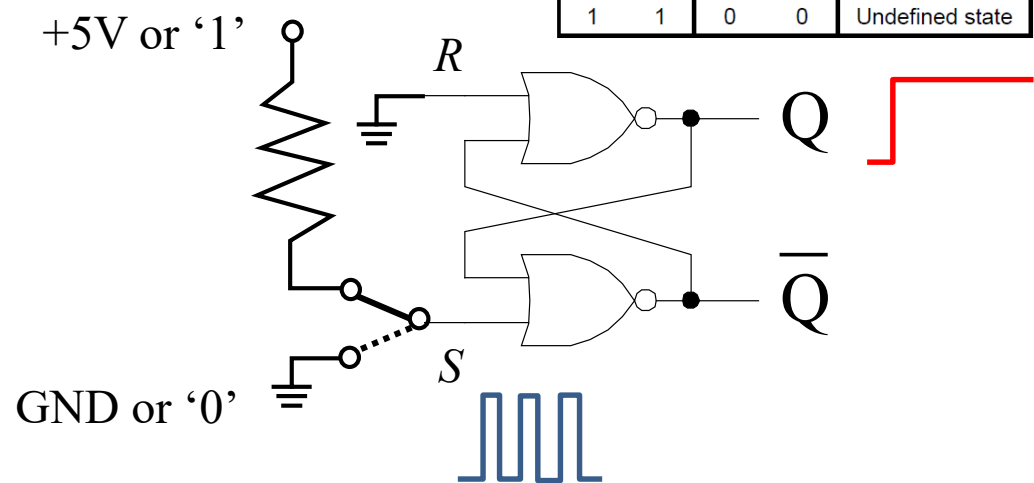 1 1 0 0 Undefined state
+5V or ‘1’
R
Q
Q
S
GND or ‘0’